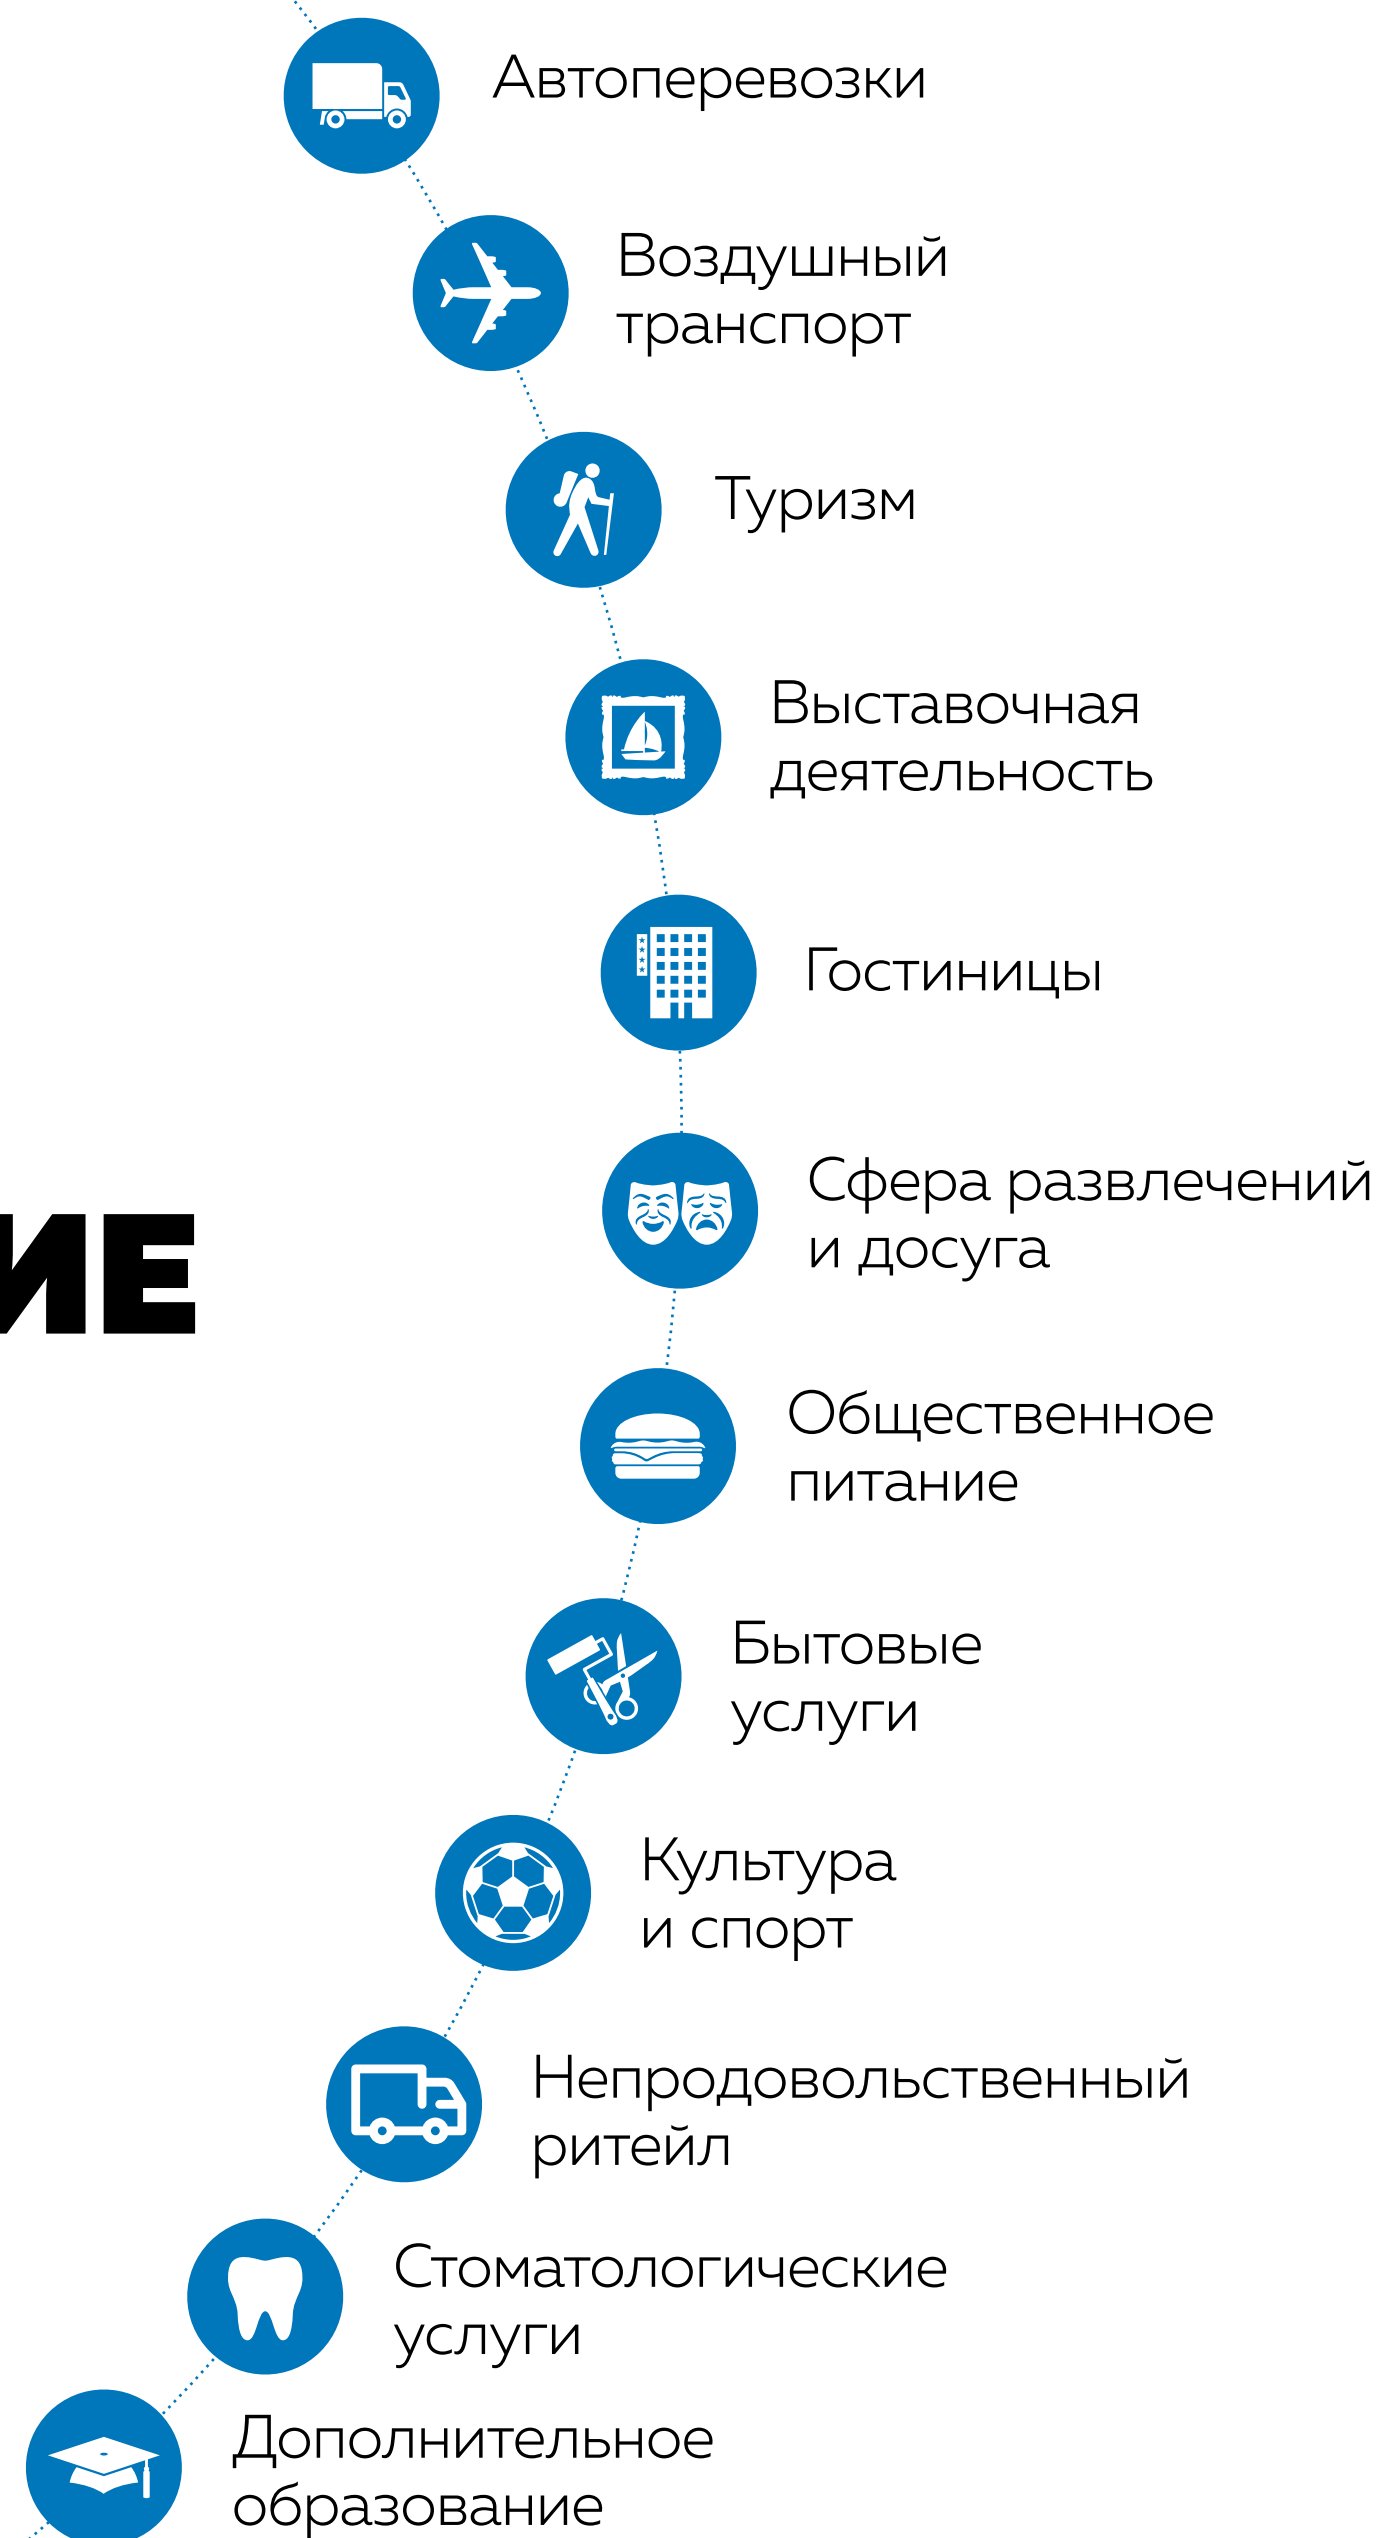 Автоперевозки
Воздушный
транспорт
Туризм
Выставочная
деятельность
Гостиницы
Сфера развлечений
и досуга
ИЕ
Общественное
питание
Бытовые
услуги
Культура
и спорт
Непродовольственный
ритейл
Стоматологические
услуги
Дополнительное
образование